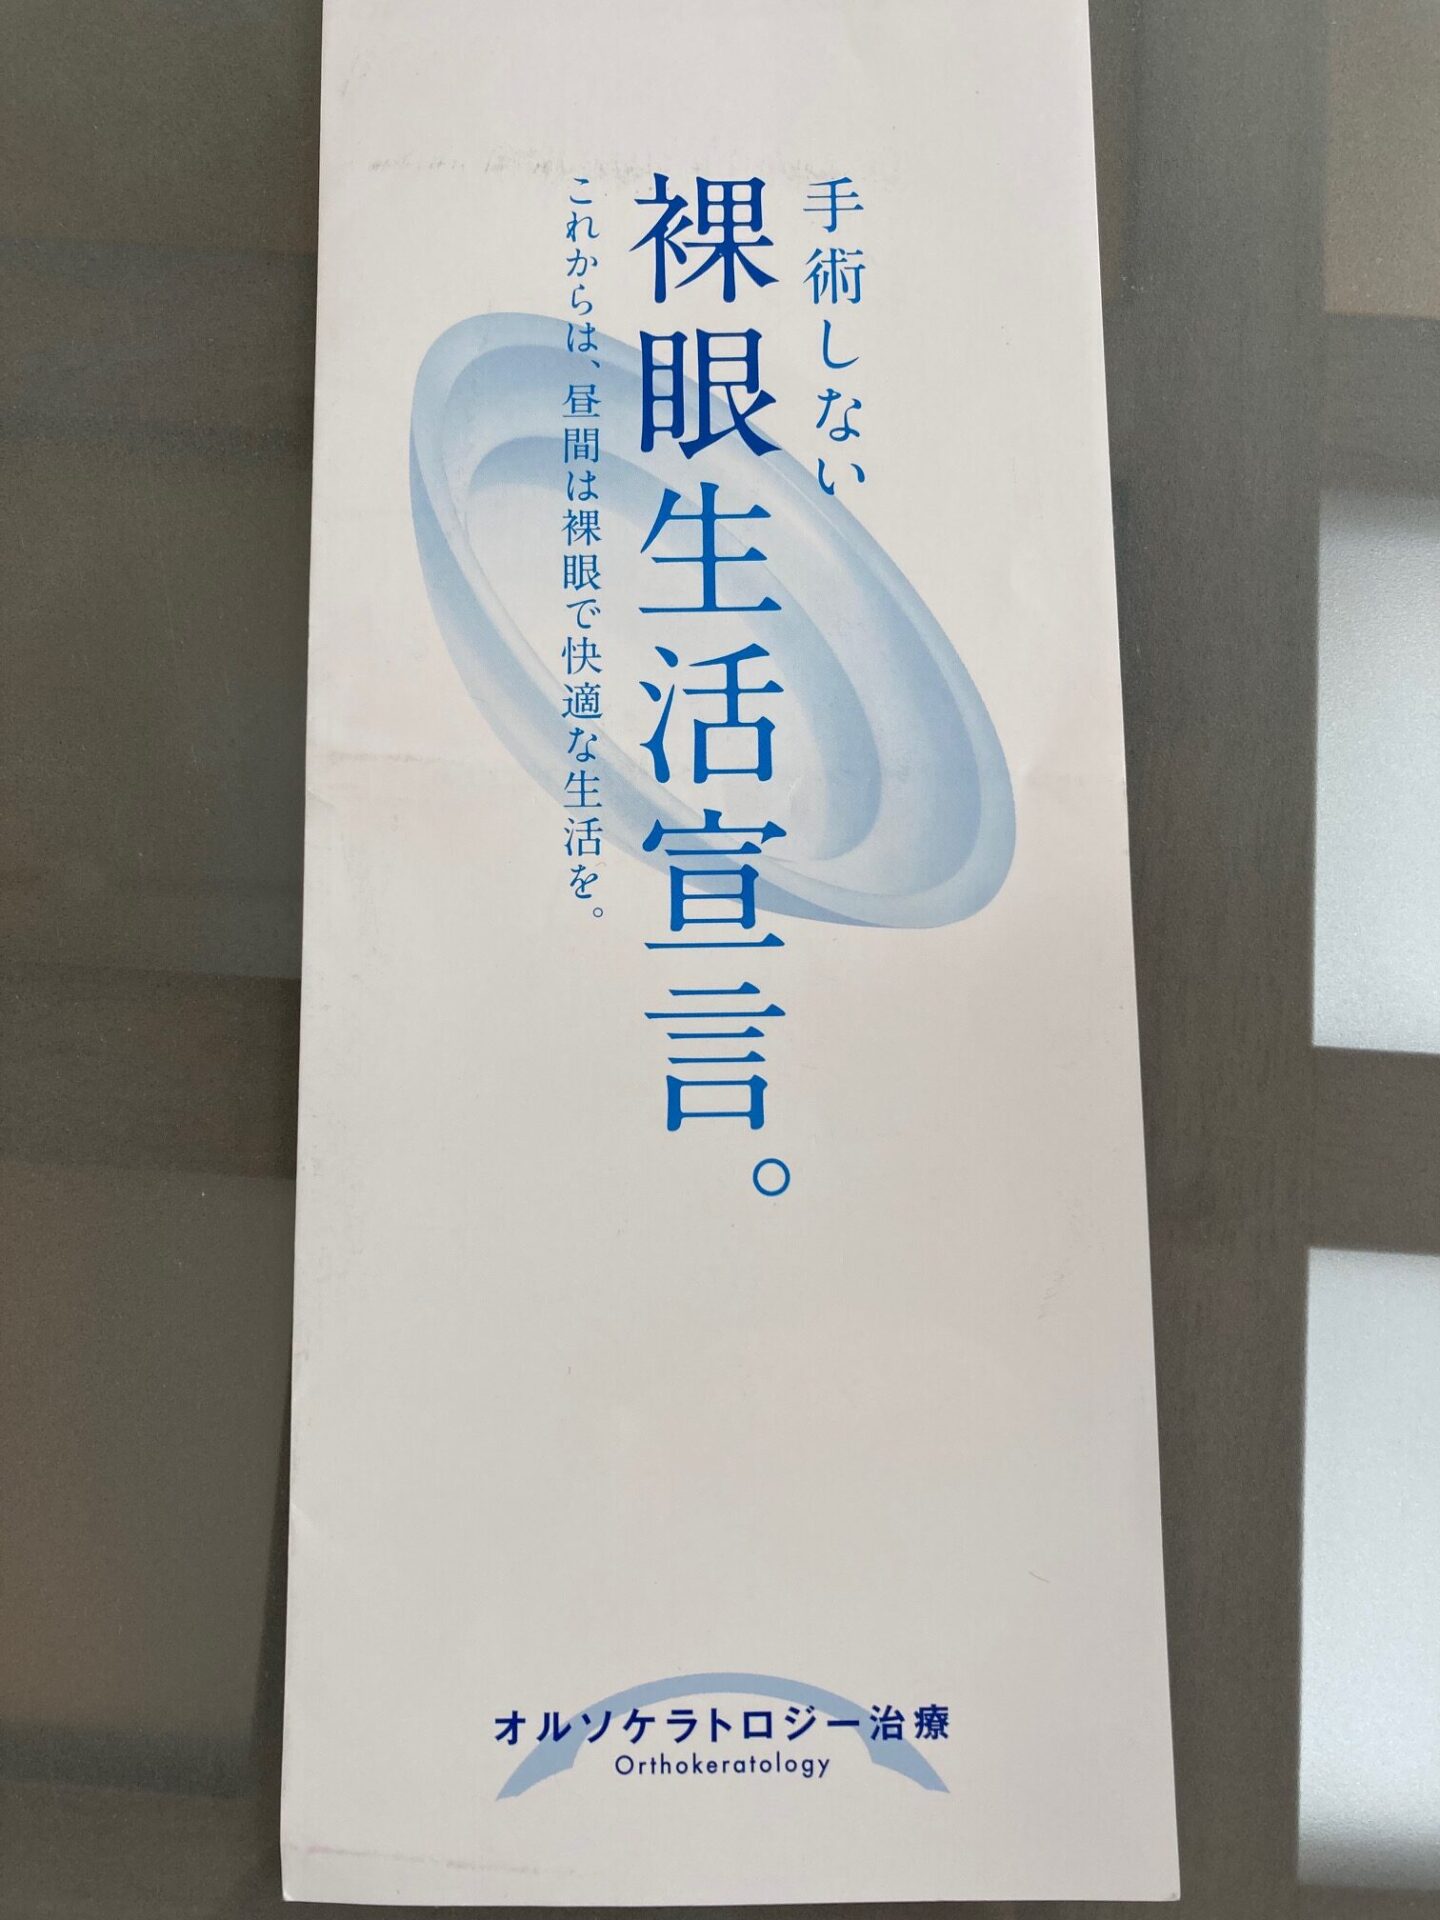 手術しない
裸眼生活宣言。
これからは、昼間は裸眼で快適な生活を。
オルソケラトロジー治療
Orthokeratology